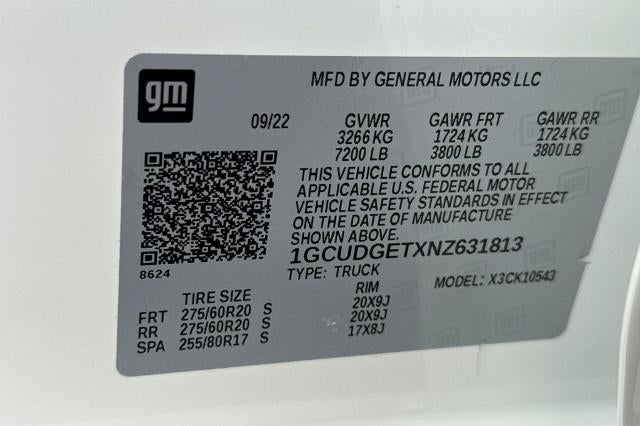 gm
MFD BY GENERAL MOTORS LLC
09/22 GVWR GAWR FRT GAWR RR
3266 KG 1724 KG 1724 KG
7200 LB 3800 LB 3800 LB
THIS VEHICLE CONFORMS TO ALL
APPLICABLE U.S. FEDERAL MOTOR
VEHICLE SAFETY STANDARDS IN EFFECT
ON THE DATE OF MANUFACTURE
SHOWN ABOVE.
1GCUDGETXNZ631813
8624 TYPE: TRUCK MODEL: X3CK10543
TIRE SIZE RIM
FRT 275/60R20 S 20X9J
RR 275/60R20 S 20X9J
SPA 255/80R17 S 17X8J